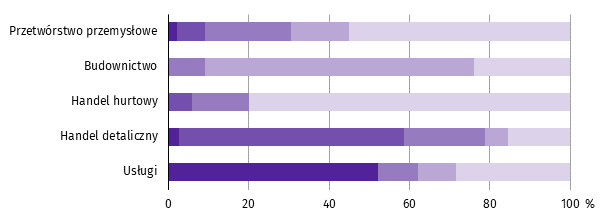 Przetwórstwo przemysłowe
Budownictwo
Handel hurtowy
Handel detaliczny
Usługi
0 20 40 60 80 100 %